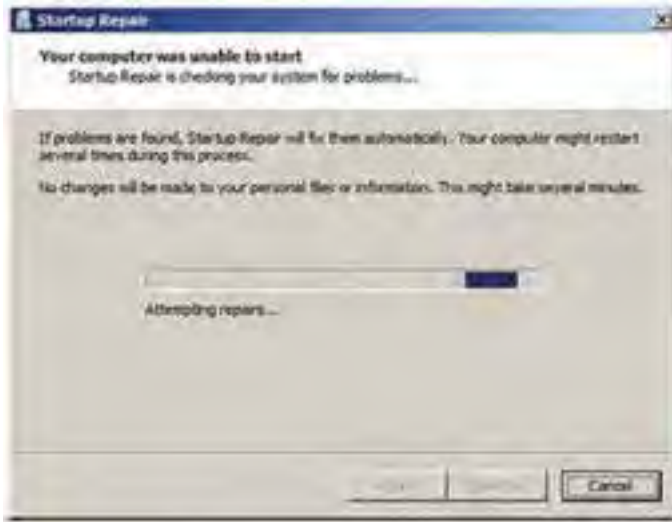 Startup Repair
Your computer was unable to start
Startup Repair is checking your system for problems...
If problems are found, Startup Repair will fix them automatically. Your computer might restart
several times during this process.
No changes will be made to your personal files or information. This might take several minutes.
Attempting repairs...
Cancel